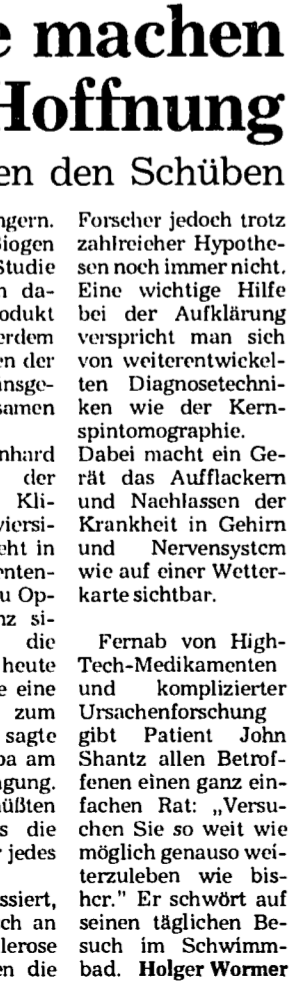 e machen
Hoffnung
en den Schüben
ngern.
Biogen
Studie
n da-
odukt
erdem
en der
ansge-
samen
nhard
der
Kli-
viersi-
eht in
enten-
u Op-
nz si-
die
heute
e eine
zum
sagte
pa am
gung.
nüßten
s die
r jedes
ssiert,
ch an
lerose
en die
Forscher jedoch trotz
zahlreicher Hypothe-
sen noch immer nicht.
Eine wichtige Hilfe
bei der Aufklärung
verspricht man sich
von weiterentwickel-
ten Diagnosetechni-
ken wie der Kern-
spintomographie.
Dabei macht ein Ge-
rät das Aufflackern
und Nachlassen der
Krankheit in Gehirn
und Nervensystem
wie auf einer Wetter-
karte sichtbar.
Fernab von High-
Tech-Medikamenten
und komplizierter
Ursachenforschung
gibt Patient John
Shantz allen Betrof-
fenen einen ganz ein-
fachen Rat: „Versu-
chen Sie so weit wie
möglich genauso wei-
terzuleben wie bis-
her." Er schwört auf
seinen täglichen Be-
such im Schwimm-
bad. Holger Wormer